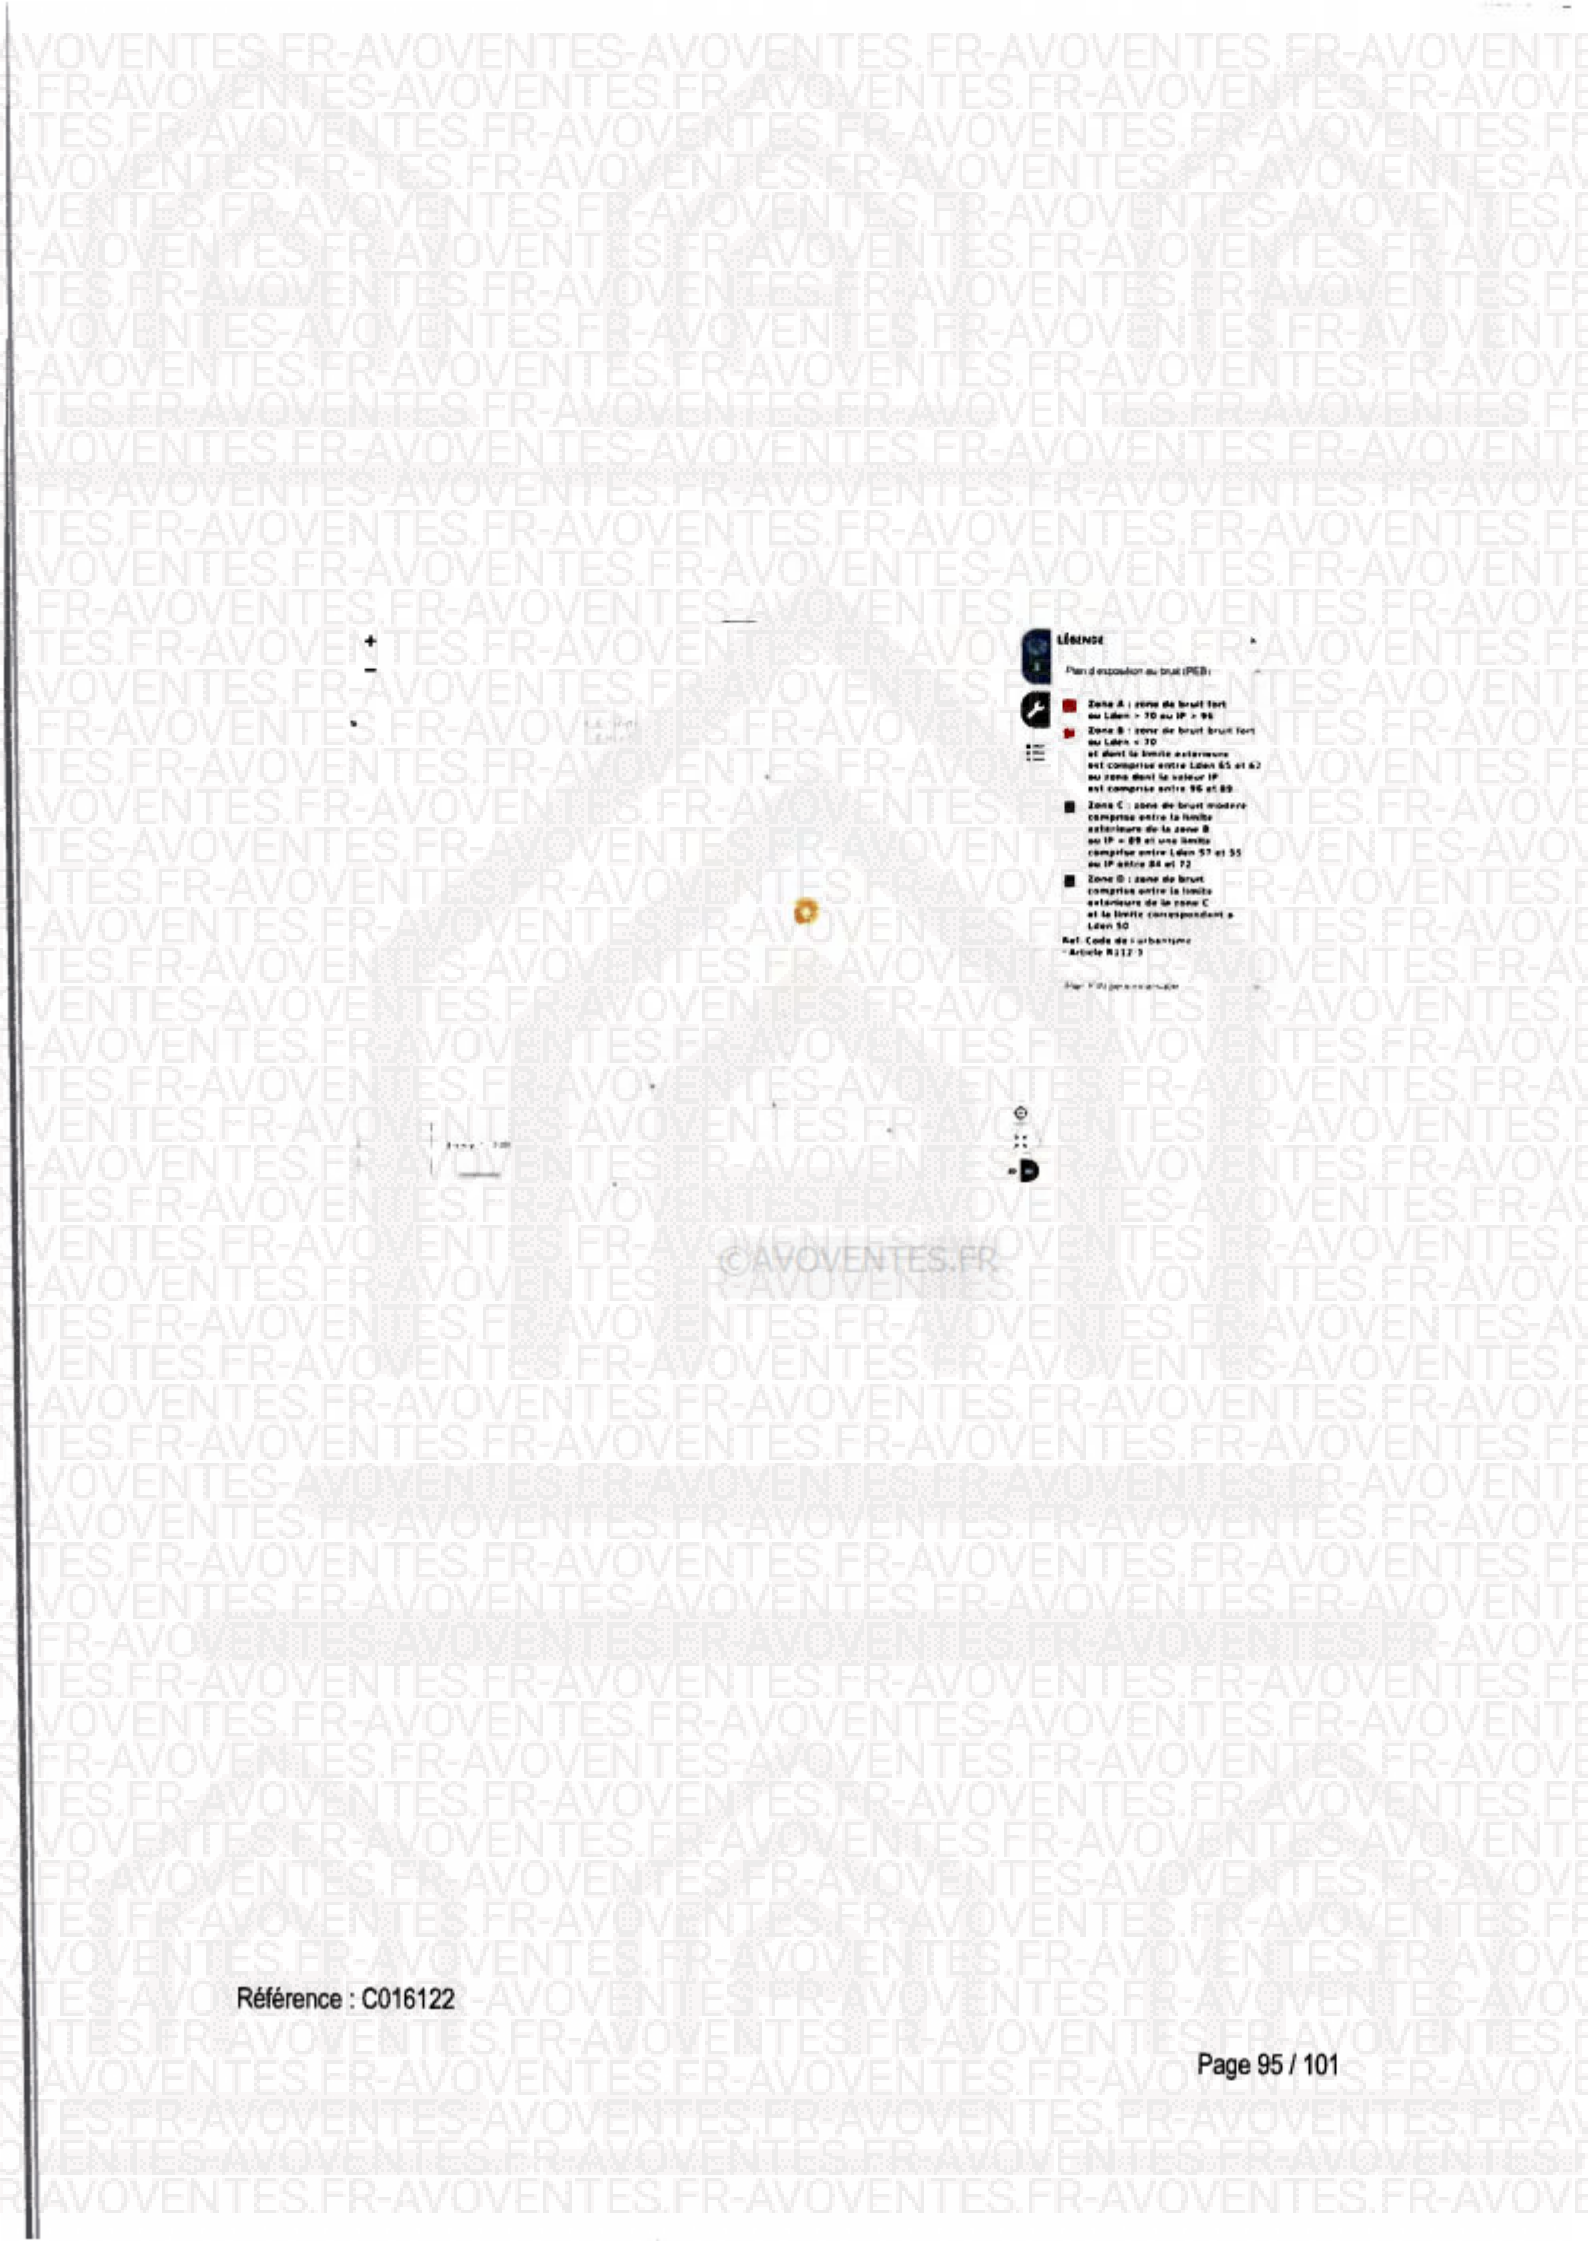 LÉGENDE
Plan d'exposition au bruit (PEB)
Zone A : zone de bruit fort
ou Lden > 70 ou IP > 96
Zone B : zone de bruit bruit fort
ou Lden < 70
et dont la limite extérieure
est comprise entre Lden 65 et 62
ou zone dont la valeur IP
est comprise entre 96 et 89
Zone C : zone de bruit modéré
comprise entre la limite
extérieure de la zone B
ou IP = 89 et une limite
comprise entre Lden 57 et 55
ou IP entre 84 et 72
Zone D : zone de bruit
comprise entre la limite
extérieure de la zone C
et la limite correspondant à
Lden 50
Ref. Code de l'urbanisme
- Article R112-3
©AVOVENTES.FR
Référence : C016122
Page 95 / 101